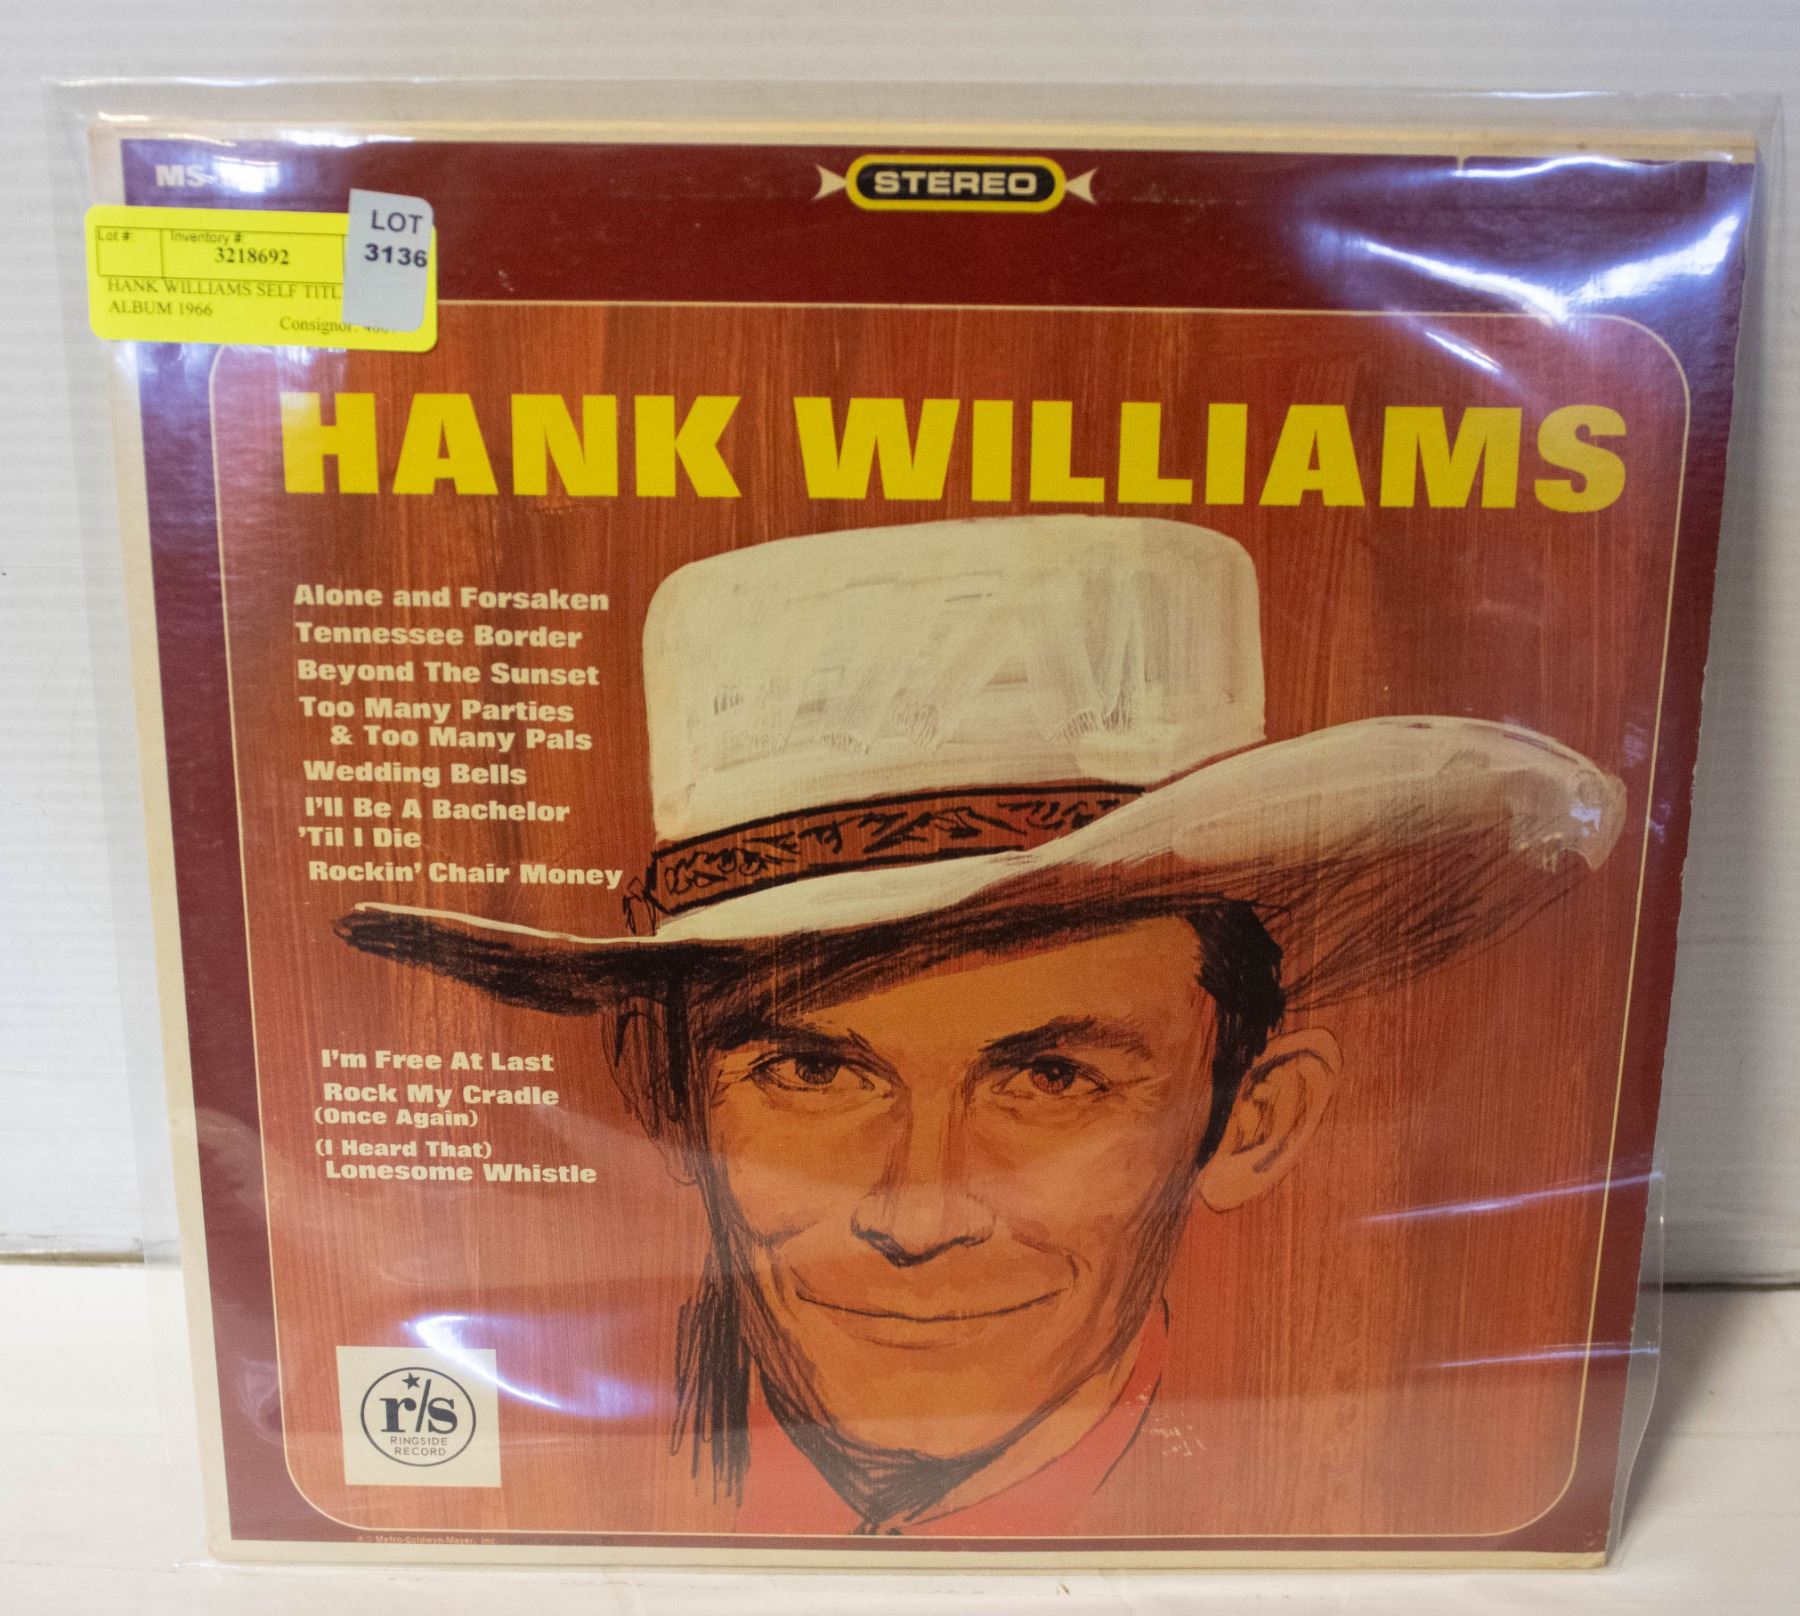 STEREO
Lot #:
Inventory #:
3218692
LOT
3136
HANK WILLIAMS SELF
ALBUM 1966
Consignor:
HANK WILLIAMS
Alone and Forsaken
Tennessee Border
Beyond The Sunset
Too Many Parties
& Too Many Pals
Wedding Bells
I'll Be A Bachelor
'Til I Die
Rockin' Chair Money
I'm Free At Last
Rock My Cradle
(Once Again)
(I Heard That)
Lonesome Whistle
r/s
RINGSIDE
RECORD
Metro-Goldwyn-Mayer, Inc.